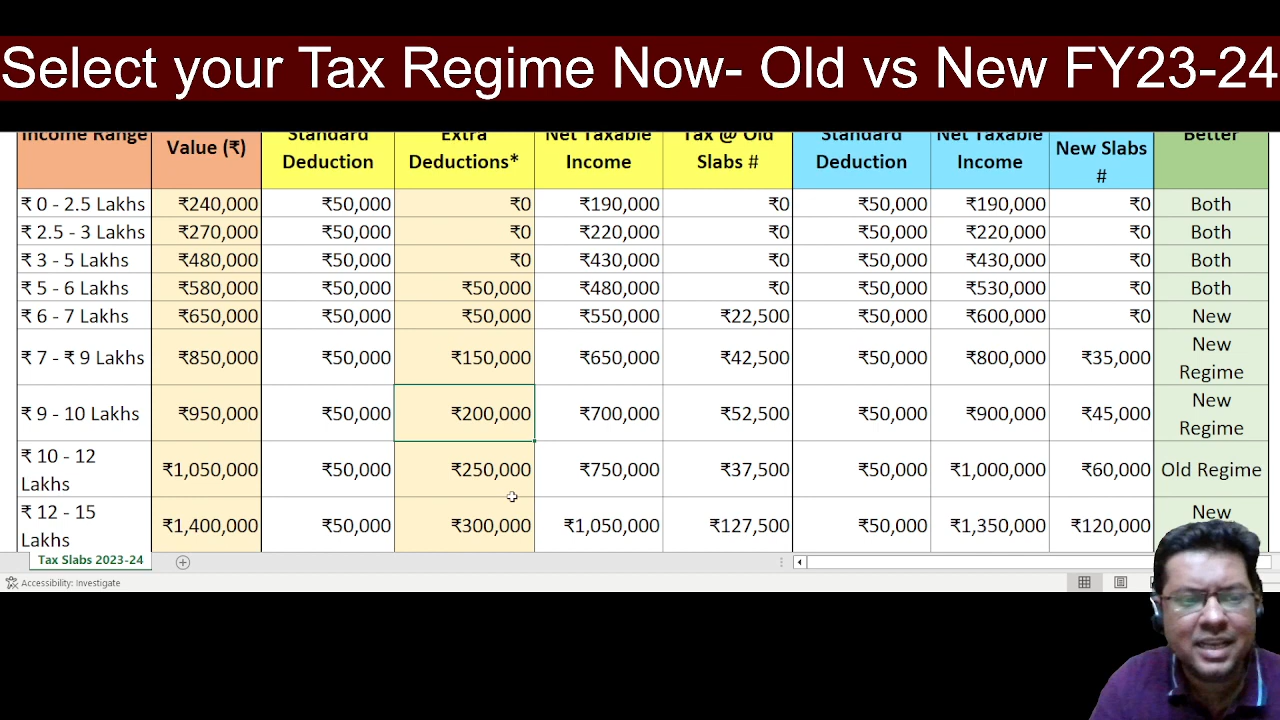 Select your Tax Regime Now- Old vs New FY23-24
Income Range Value (₹) Standard Deduction Extra Deductions* Net Taxable Income Tax @ Old Slabs # Standard Deduction Net Taxable Income New Slabs # Better
₹ 0 - 2.5 Lakhs ₹240,000 ₹50,000 ₹0 ₹190,000 ₹0 ₹50,000 ₹190,000 ₹0 Both
₹ 2.5 - 3 Lakhs ₹270,000 ₹50,000 ₹0 ₹220,000 ₹0 ₹50,000 ₹220,000 ₹0 Both
₹ 3 - 5 Lakhs ₹480,000 ₹50,000 ₹0 ₹430,000 ₹0 ₹50,000 ₹430,000 ₹0 Both
₹ 5 - 6 Lakhs ₹580,000 ₹50,000 ₹50,000 ₹480,000 ₹0 ₹50,000 ₹530,000 ₹0 Both
₹ 6 - 7 Lakhs ₹650,000 ₹50,000 ₹50,000 ₹550,000 ₹22,500 ₹50,000 ₹600,000 ₹0 New
₹ 7 - ₹ 9 Lakhs ₹850,000 ₹50,000 ₹150,000 ₹650,000 ₹42,500 ₹50,000 ₹800,000 ₹35,000 New Regime
₹ 9 - 10 Lakhs ₹950,000 ₹50,000 ₹200,000 ₹700,000 ₹52,500 ₹50,000 ₹900,000 ₹45,000 New Regime
₹ 10 - 12 Lakhs ₹1,050,000 ₹50,000 ₹250,000 ₹750,000 ₹37,500 ₹50,000 ₹1,000,000 ₹60,000 Old Regime
₹ 12 - 15 Lakhs ₹1,400,000 ₹50,000 ₹300,000 ₹1,050,000 ₹127,500 ₹50,000 ₹1,350,000 ₹120,000 New
Tax Slabs 2023-24
Accessibility: Investigate